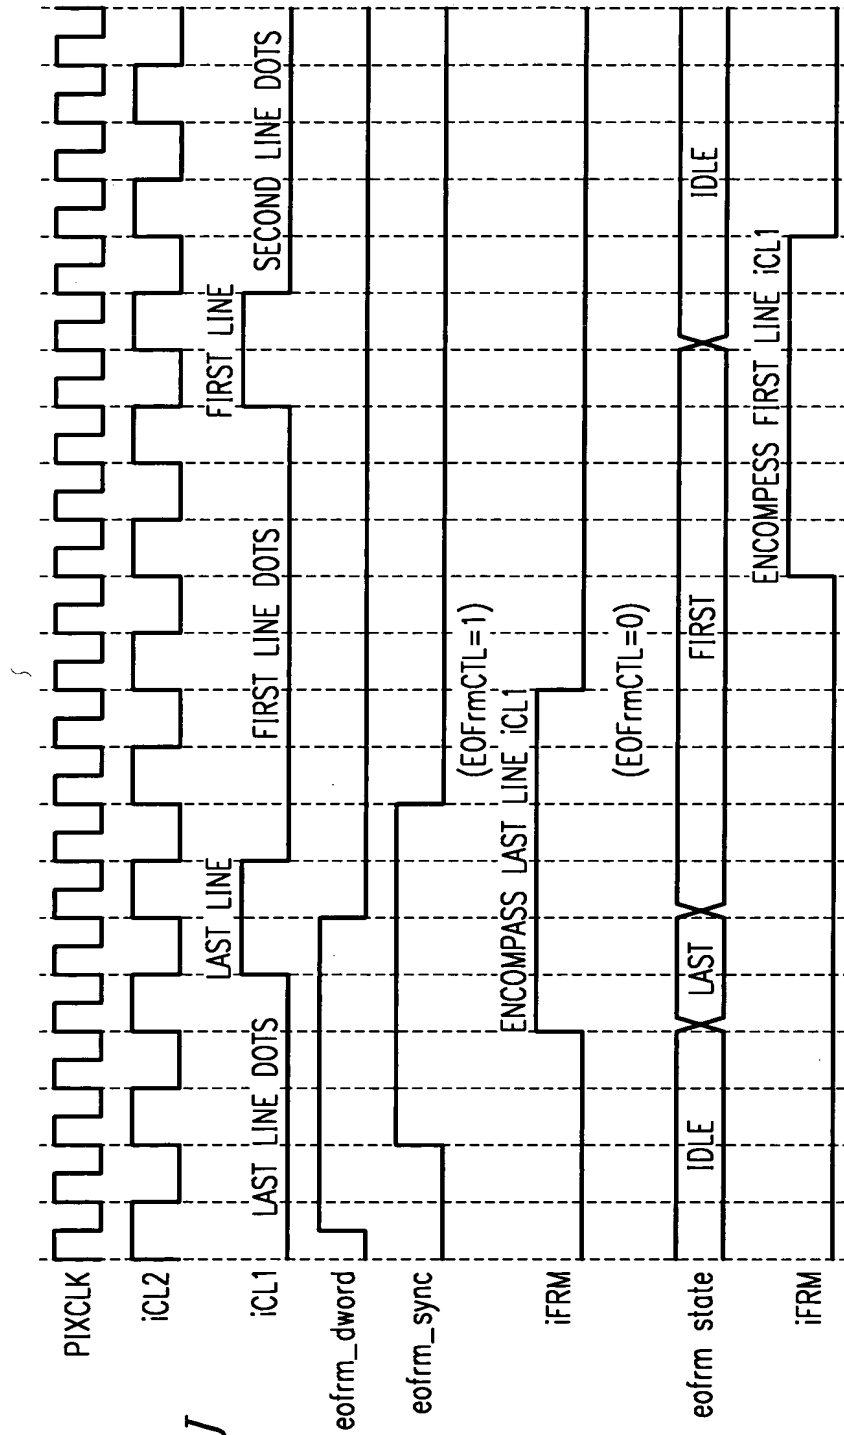 PIXCLK
iCL2
LAST LINE
FIRST LINE
iCL1
LAST LINE DOTS
FIRST LINE DOTS
SECOND LINE DOTS
eofrm_dword
eofrm_sync
(EOFrmCTL=1)
ENCOMPASS LAST LINE iCL1
iFRM
(EOFrmCTL=0)
eofrm state
IDLE
LAST
FIRST
IDLE
ENCOMPESS FIRST LINE iCL1
iFRM
J